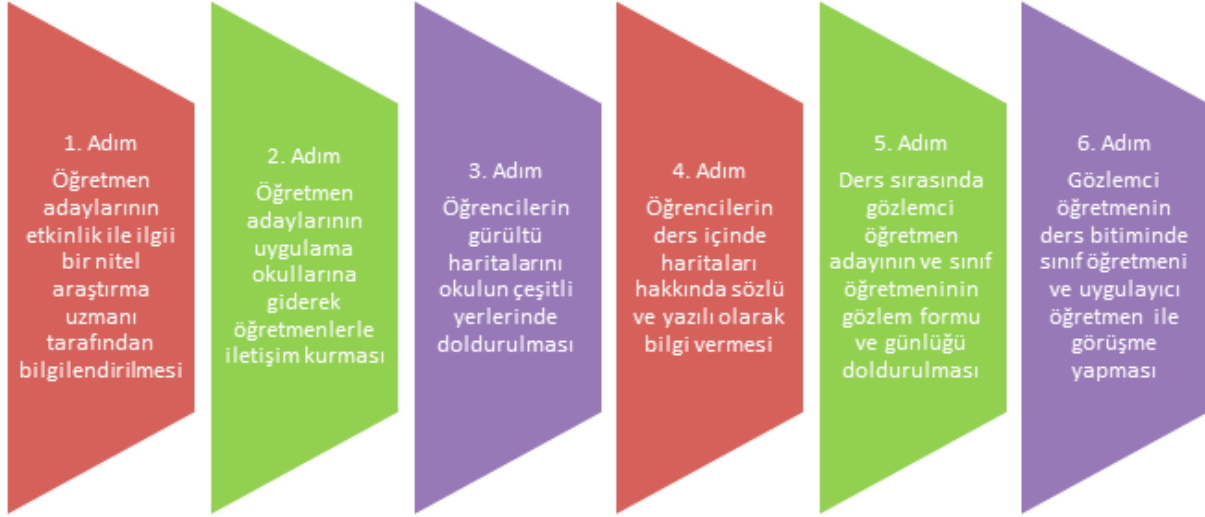 1. Adım
Öğretmen
adaylarının
etkinlik ile ilgii
bir nitel
araştırma
uzmanı
tarafından
bilgilendirilmesi
2. Adım
Öğretmen
adaylarının
uygulama
okullarına
giderek
öğretmenlerle
iletişim kurması
3. Adım
Öğrencilerin
gürültü
haritalarını
okulun çeşitli
yerlerinde
doldurulması
4. Adım
Öğrencilerin
ders içinde
haritaları
hakkında sözlü
ve yazılı olarak
bilgi vermesi
5. Adım
Ders sırasında
gözlemci
öğretmen
adayının ve sınıf
öğretmeninin
gözlem formu
ve günlüğü
doldurulması
6. Adım
Gözlemci
öğretmenin
ders bitiminde
sınıf öğretmeni
ve uygulayıcı
öğretmen ile
görüşme
yapması